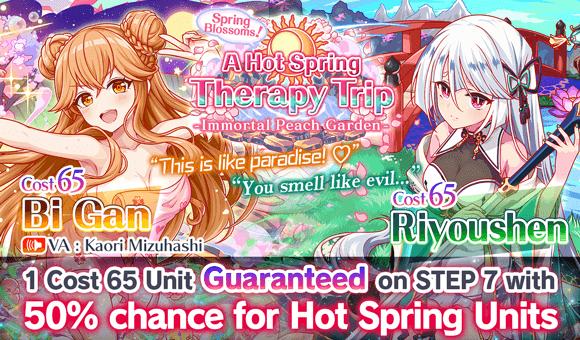 Spring
Blossoms!
A Hot Spring
Therapy Trip
-Immortal Peach Garden-
"This is like paradise! ♡"
"You smell like evil..."
Cost 65
Bi Gan
VA : Kaori Mizuhashi
Cost 65
Riyoushen
1 Cost 65 Unit Guaranteed on STEP 7 with
50% chance for Hot Spring Units